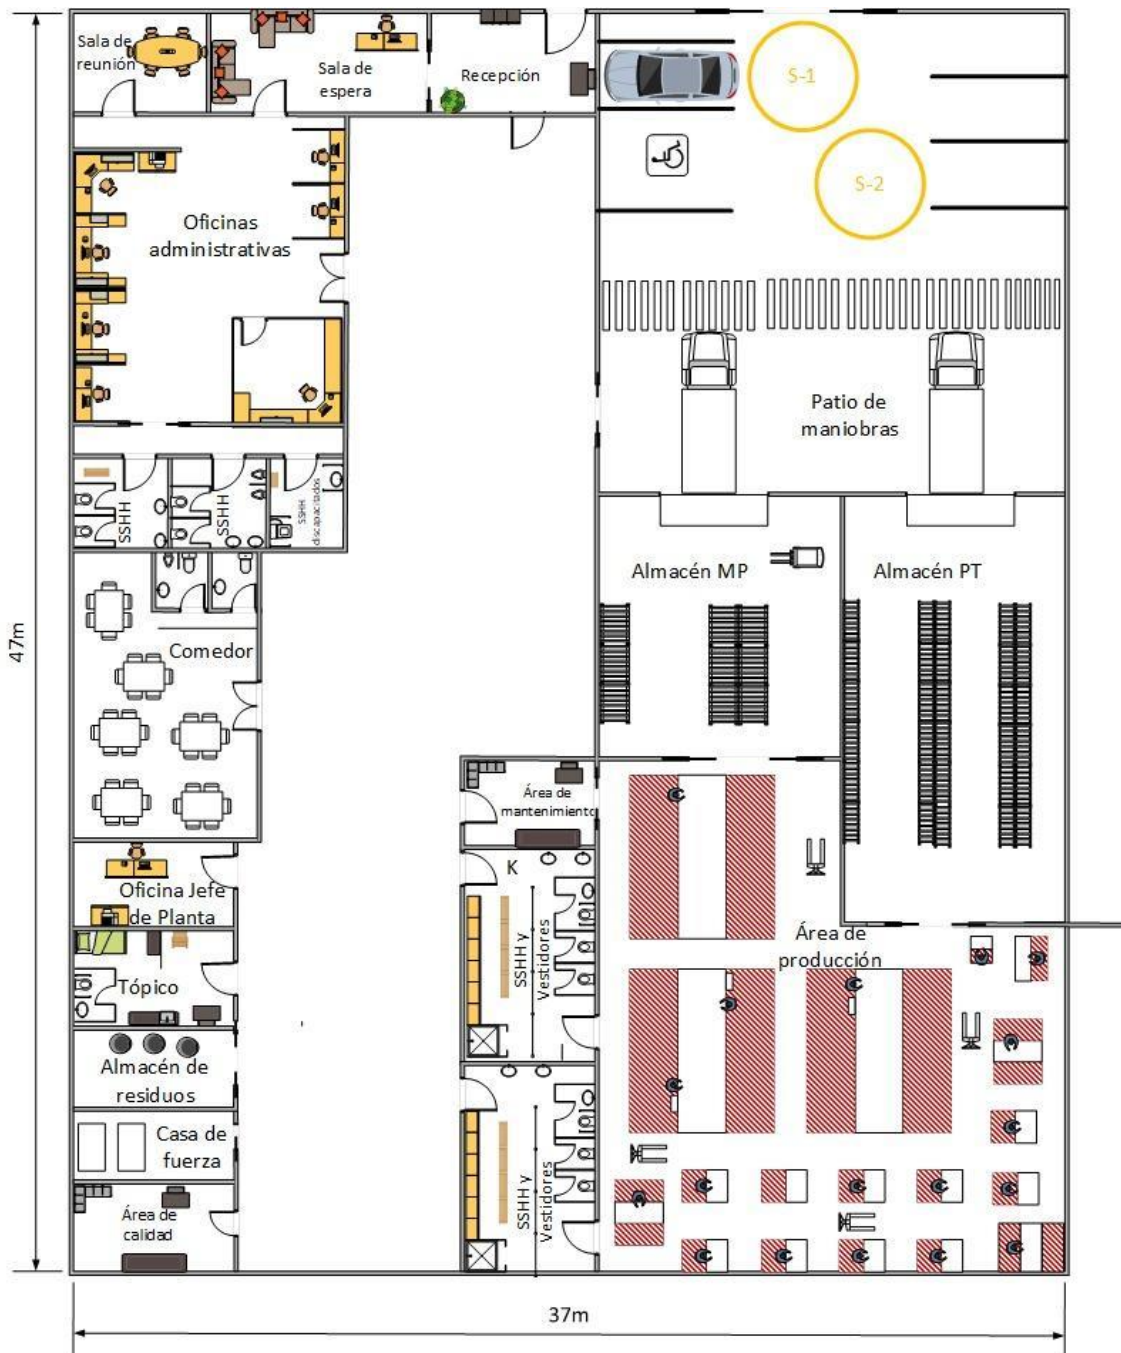 Sala de
reunión
Sala de
espera
Recepción
S-1
S-2
Oficinas
administrativas
Patio de
maniobras
SSHH
SSHH
SSHH
discapacitados
Almacén MP
Almacén PT
47m
Comedor
Área de
mantenimiento
K
Oficina Jefe
de Planta
SSHH y
Vestidores
Área de
producción
Tópico
Almacén de
residuos
Casa de
fuerza
SSHH y
Vestidores
Área de
calidad
37m